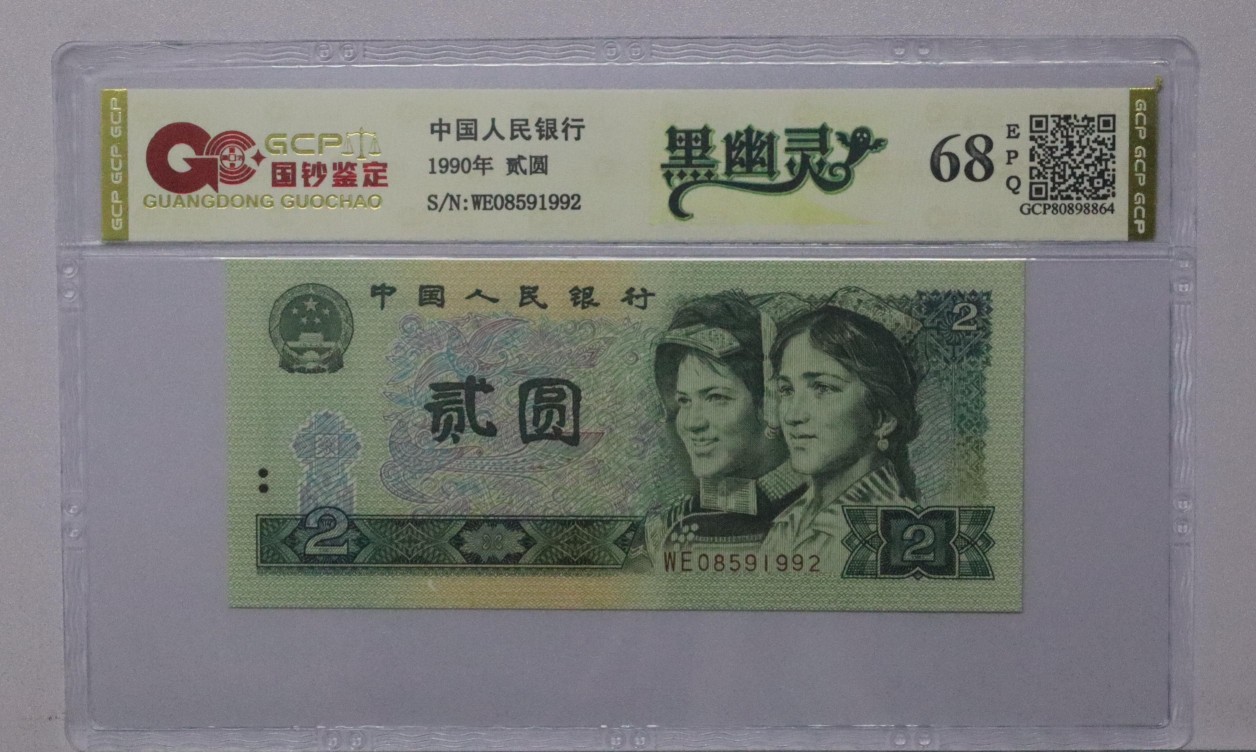 GCP GCP GCP
GCP
国钞鉴定
GUANGDONG GUOCHAO
中国人民银行
1990年 贰圆
S/N:WE08591992
黑幽灵
68
EPQ
GCP80898864
GCP GCP GCP
中国人民银行
2
贰圆
2
WE08591992
2